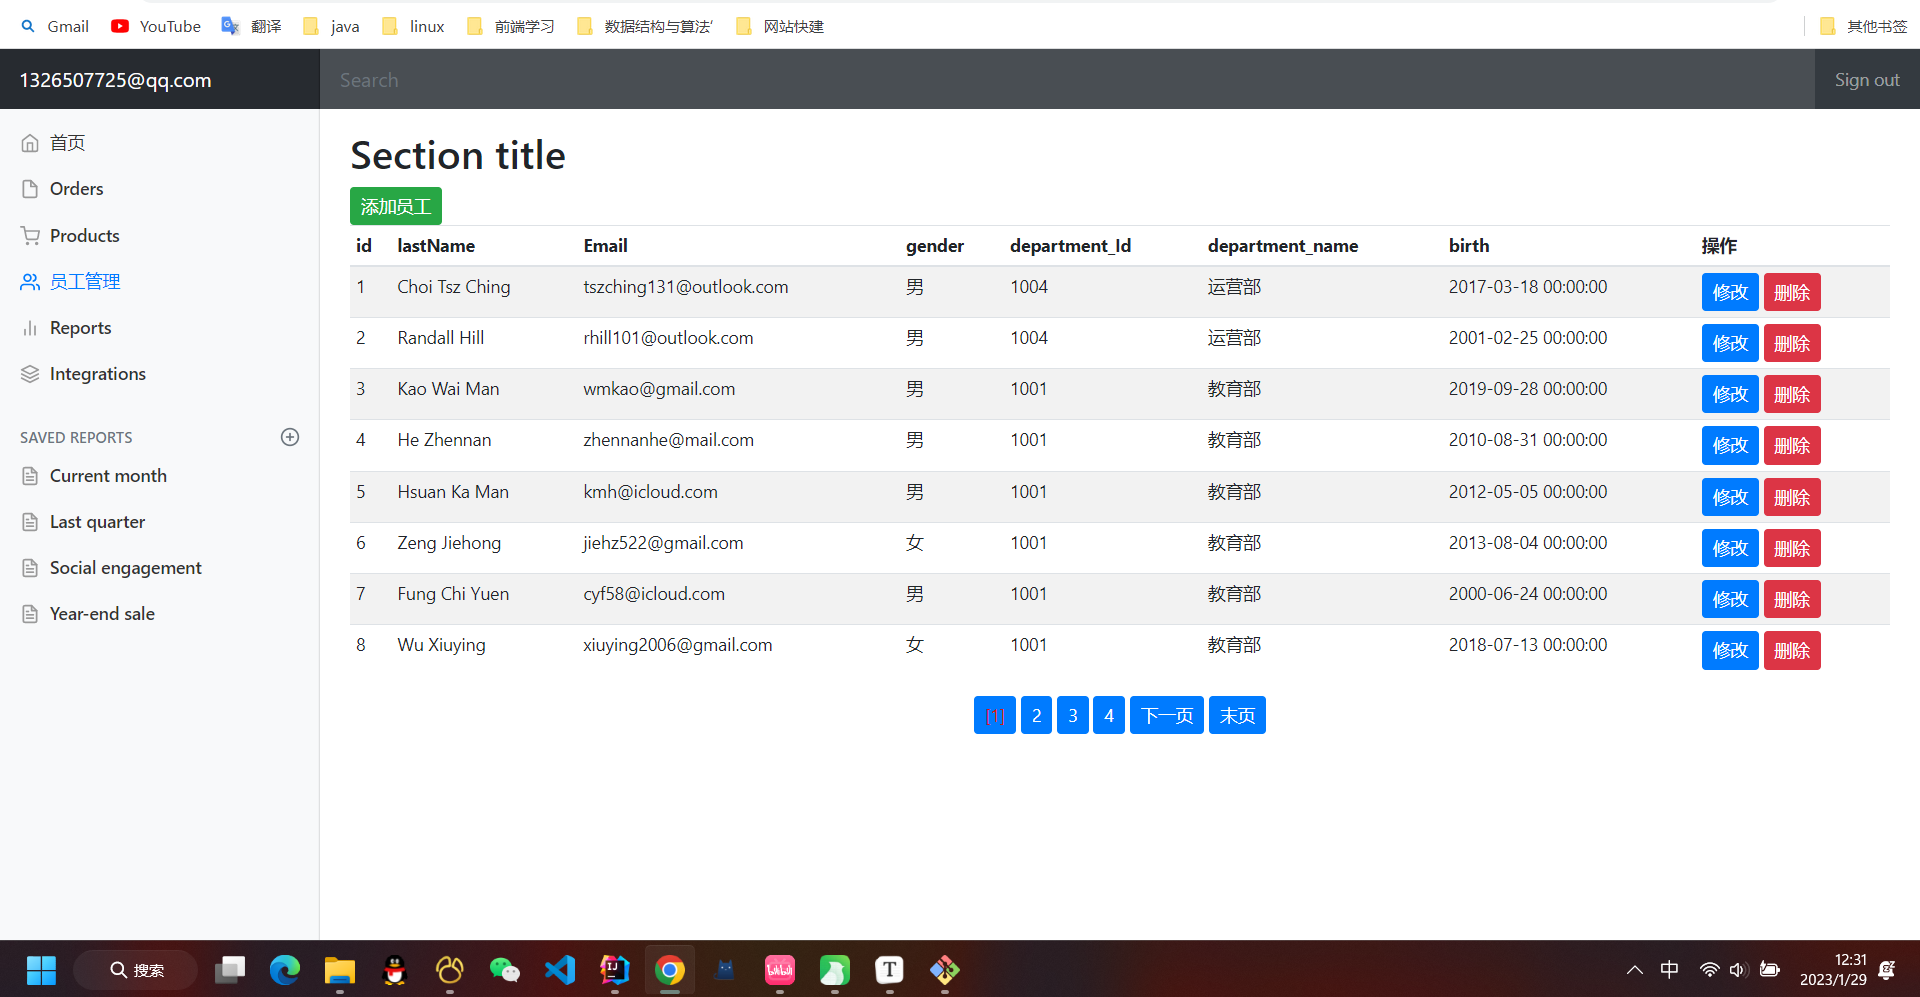 Gmail YouTube 翻译 java linux 前端学习 数据结构与算法‘ 网站快建 其他书签
1326507725@qq.com Search Sign out
首页
Orders
Products
员工管理
Reports
Integrations
SAVED REPORTS
Current month
Last quarter
Social engagement
Year-end sale
Section title
添加员工
id lastName Email gender department_Id department_name birth 操作
1 Choi Tsz Ching tszching131@outlook.com 男 1004 运营部 2017-03-18 00:00:00 修改 删除
2 Randall Hill rhill101@outlook.com 男 1004 运营部 2001-02-25 00:00:00 修改 删除
3 Kao Wai Man wmkao@gmail.com 男 1001 教育部 2019-09-28 00:00:00 修改 删除
4 He Zhennan zhennanhe@mail.com 男 1001 教育部 2010-08-31 00:00:00 修改 删除
5 Hsuan Ka Man kmh@icloud.com 男 1001 教育部 2012-05-05 00:00:00 修改 删除
6 Zeng Jiehong jiehz522@gmail.com 女 1001 教育部 2013-08-04 00:00:00 修改 删除
7 Fung Chi Yuen cyf58@icloud.com 男 1001 教育部 2000-06-24 00:00:00 修改 删除
8 Wu Xiuying xiuying2006@gmail.com 女 1001 教育部 2018-07-13 00:00:00 修改 删除
[1] 2 3 4 下一页 末页
搜索 IJ bilibili T 中 12:31
2023/1/29